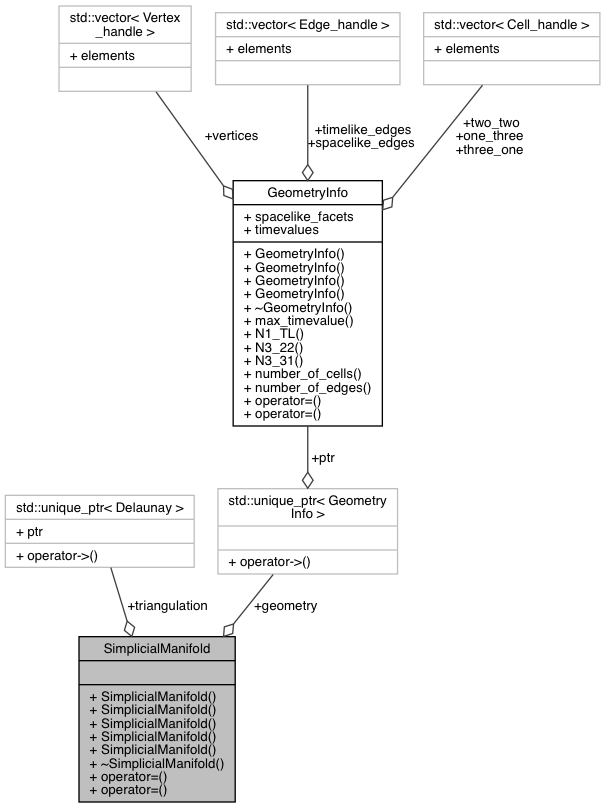 std::vector< Vertex
_handle >
+ elements
std::vector< Edge_handle >
+ elements
std::vector< Cell_handle >
+ elements
+vertices
+timelike_edges
+spacelike_edges
+two_two
+one_three
+three_one
GeometryInfo
+ spacelike_facets
+ timevalues
+ GeometryInfo()
+ GeometryInfo()
+ GeometryInfo()
+ GeometryInfo()
+ ~GeometryInfo()
+ max_timevalue()
+ N1_TL()
+ N3_22()
+ N3_31()
+ number_of_cells()
+ number_of_edges()
+ operator=()
+ operator=()
+ptr
std::unique_ptr< Delaunay >
+ ptr
+ operator->()
std::unique_ptr< Geometry
Info >
+ operator->()
+triangulation
+geometry
SimplicialManifold
+ SimplicialManifold()
+ SimplicialManifold()
+ SimplicialManifold()
+ SimplicialManifold()
+ SimplicialManifold()
+ ~SimplicialManifold()
+ operator=()
+ operator=()